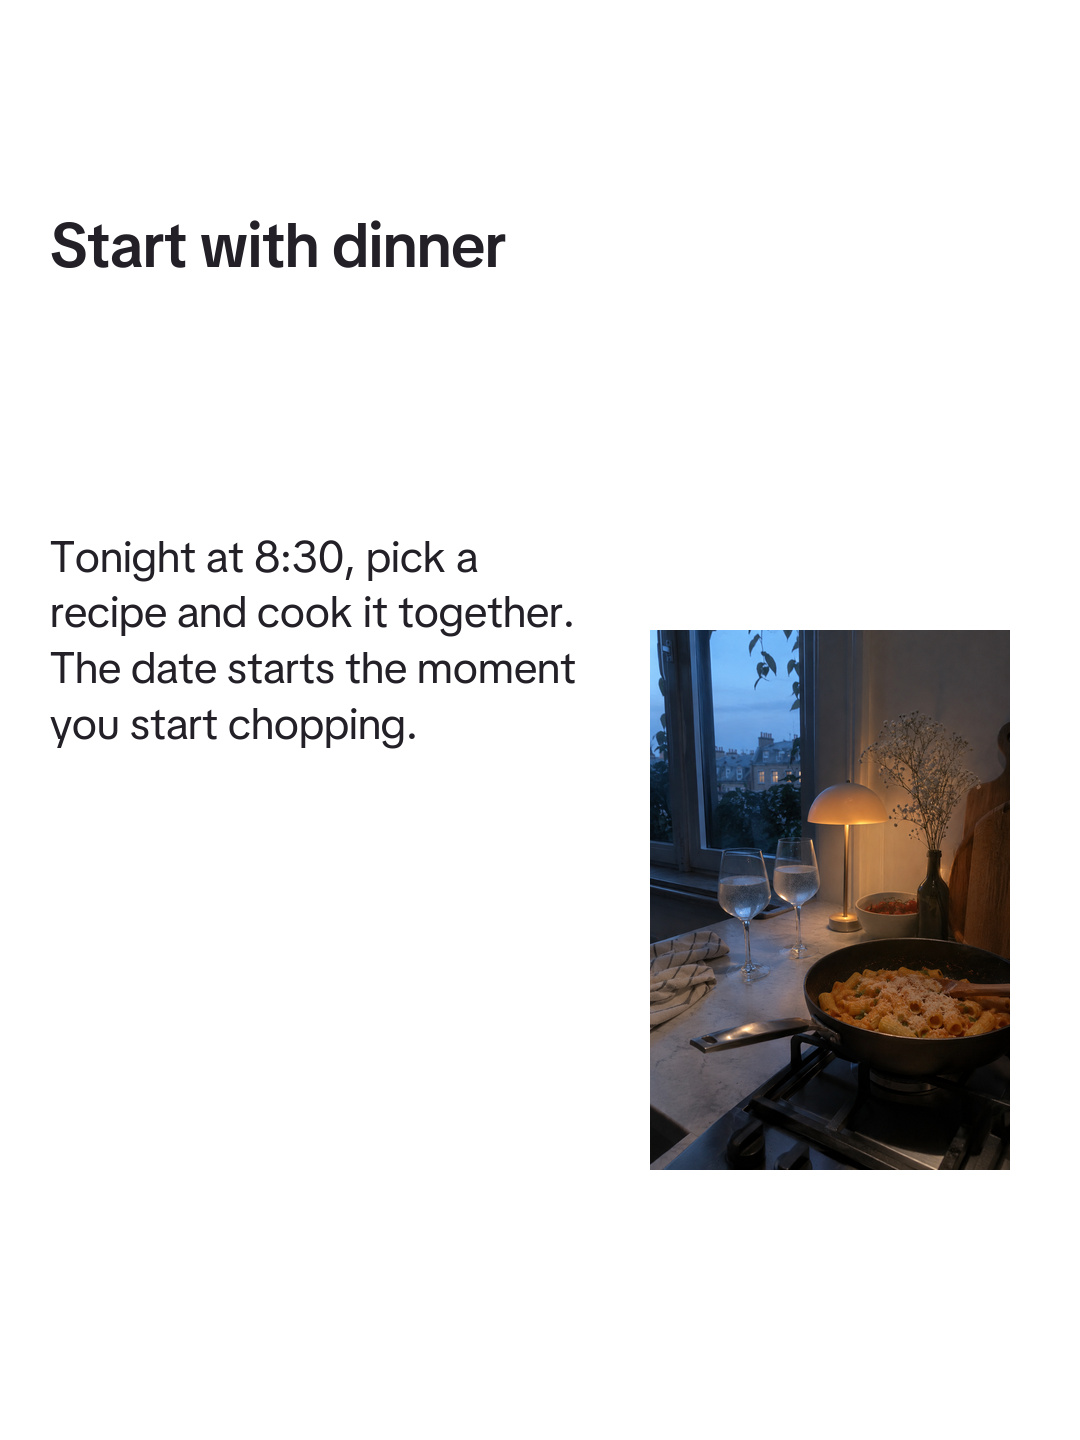 Start with dinner
Tonight at 8:30, pick a
recipe and cook it together.
The date starts the moment
you start chopping.